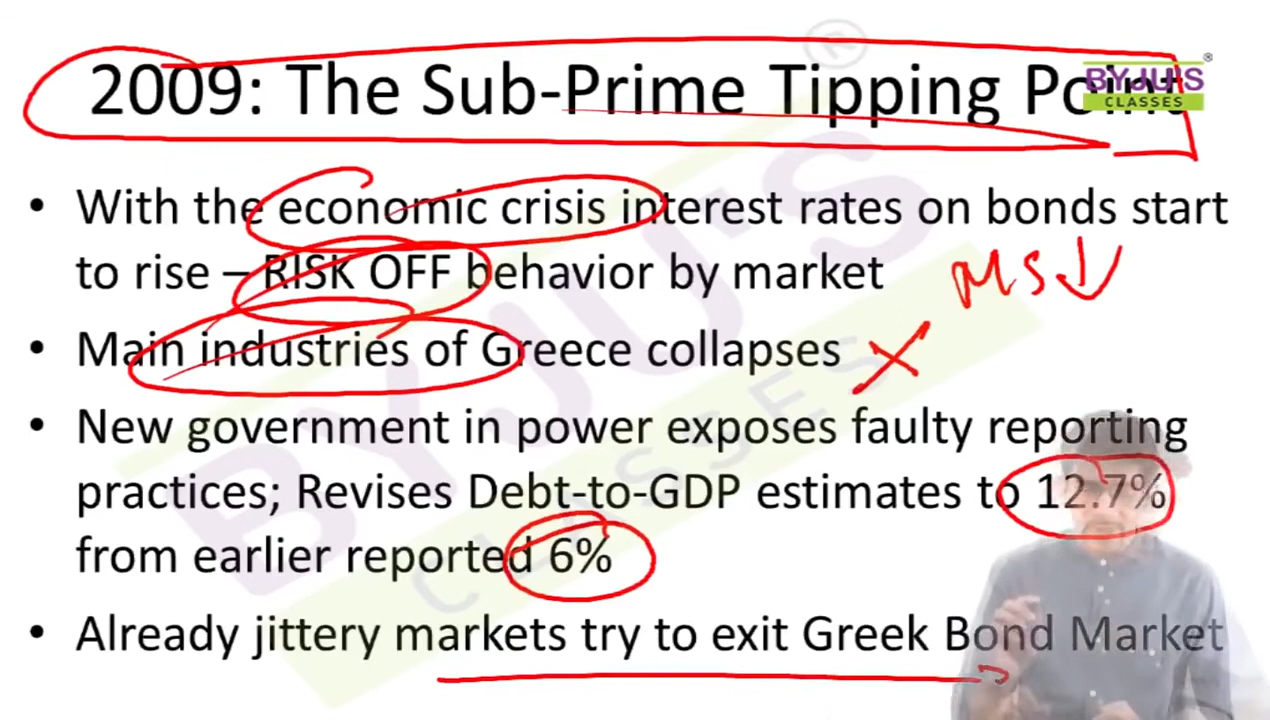 2009: The Sub-Prime Tipping Point
BYJU'S
CLASSES
• With the economic crisis interest rates on bonds start
to rise – RISK OFF behavior by market
MS↓
• Main industries of Greece collapses
• New government in power exposes faulty reporting
practices; Revises Debt-to-GDP estimates to 12.7%
from earlier reported 6%
• Already jittery markets try to exit Greek Bond Market
BYJU'S
CLASSES